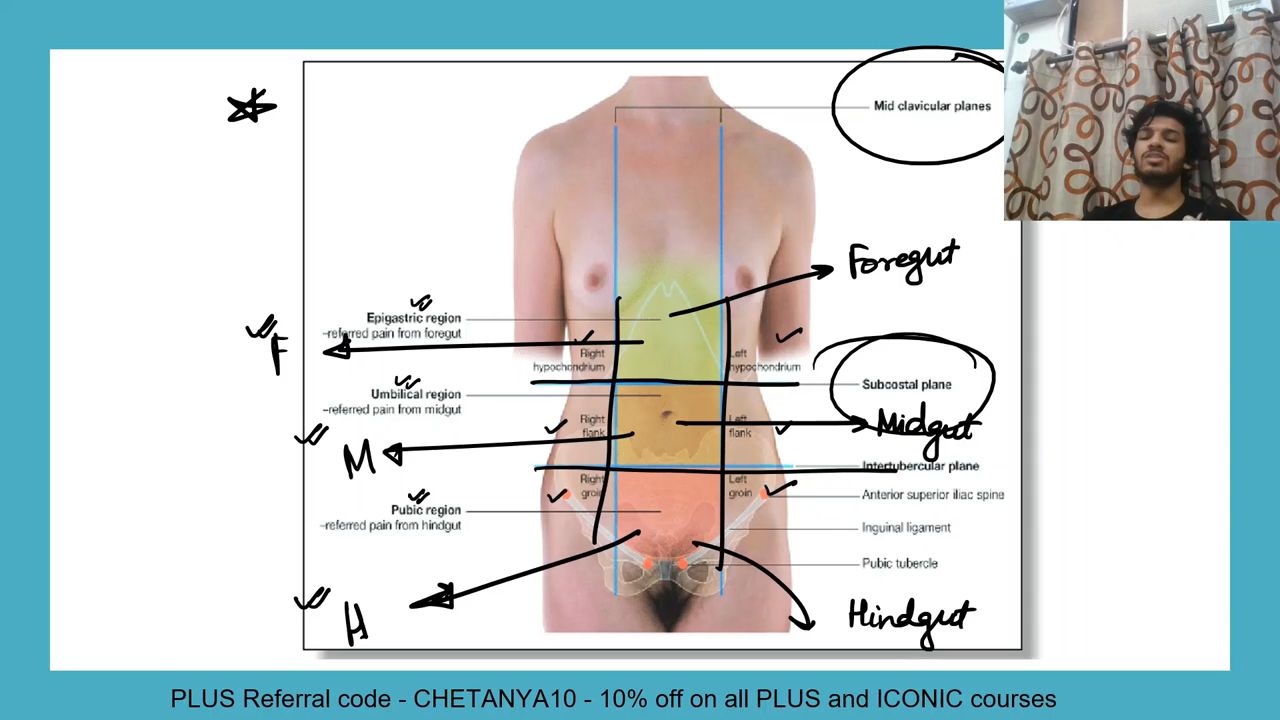 Mid clavicular planes
Foregut
Epigastric region
-referred pain from foregut
F
Right
hypochondrium
Left
hypochondrium
Subcostal plane
Umbilical region
-referred pain from midgut
Right
flank
Left
flank
Midgut
M
Intertubercular plane
Right
groin
Left
groin
Anterior superior iliac spine
Pubic region
-referred pain from hindgut
Inguinal ligament
Pubic tubercle
H
Hindgut
PLUS Referral code - CHETANYA10 - 10% off on all PLUS and ICONIC courses